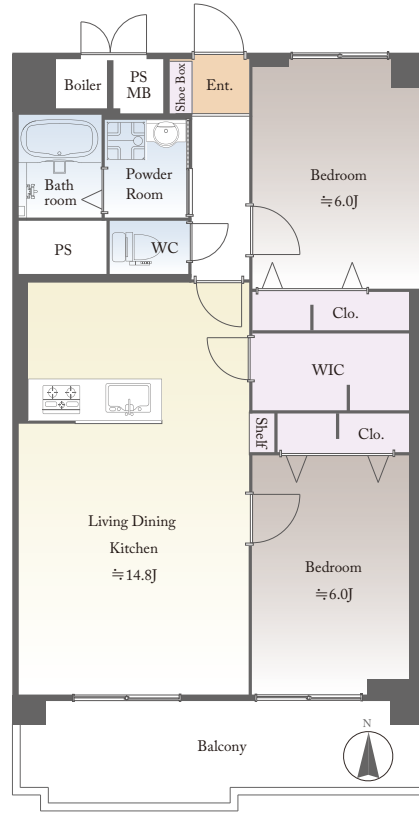 Boiler
PS
MB
Shoe Box
Ent.
Bedroom
≒6.0J
Bath
room
Powder
Room
PS
WC
Clo.
WIC
Shelf
Clo.
Living Dining
Kitchen
≒14.8J
Bedroom
≒6.0J
Balcony
N